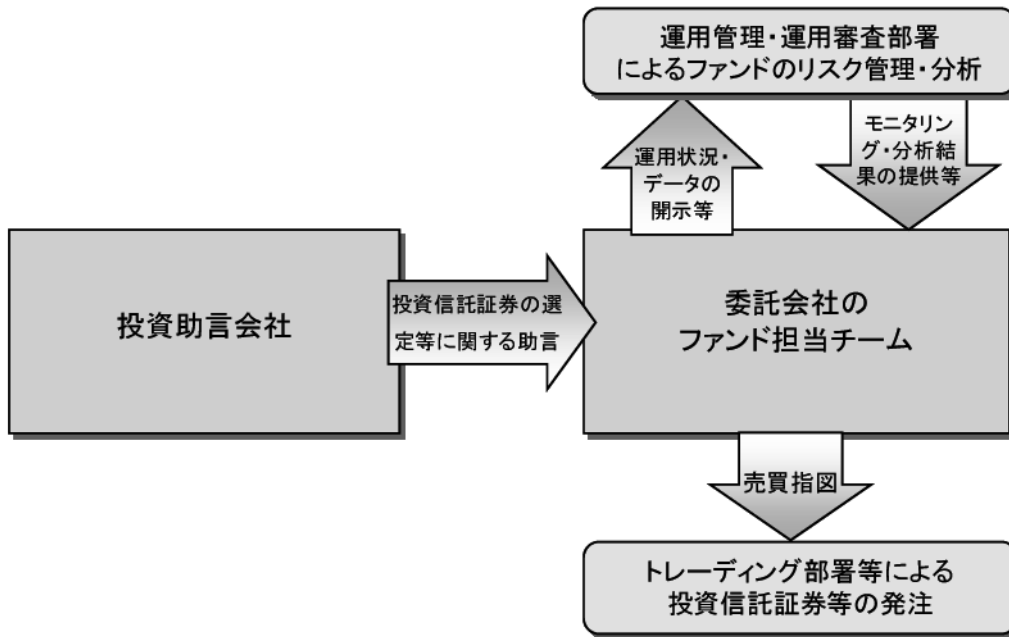 運用管理・運用審査部署
によるファンドのリスク管理・分析
運用状況・
データの
開示等
モニタリン
グ・分析結
果の提供等
投資助言会社
投資信託証券の選
定等に関する助言
委託会社の
ファンド担当チーム
売買指図
トレーディング部署等による
投資信託証券等の発注